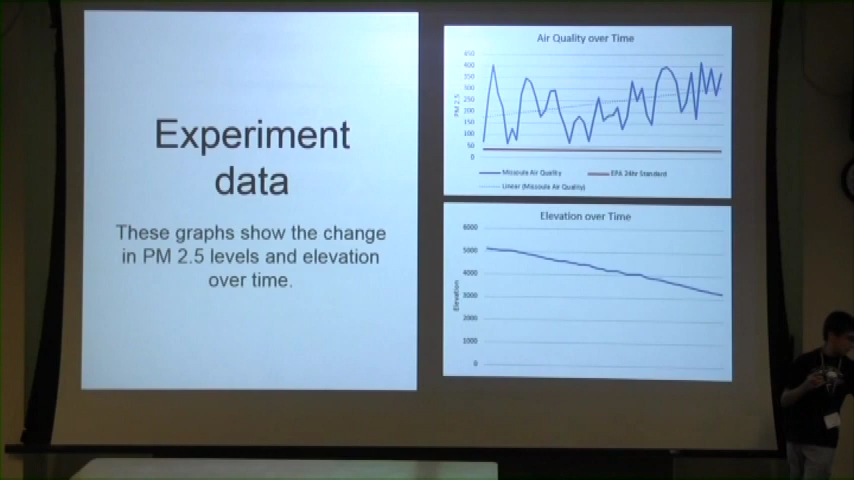 Experiment
data
These graphs show the change
in PM 2.5 levels and elevation
over time.
Air Quality over Time
450
400
350
300
250
200
150
100
50
0
PM 2.5
Missoula Air Quality
EPA 24hr Standard
Linear (Missoula Air Quality)
Elevation over Time
6000
5000
4000
3000
2000
1000
0
Elevation